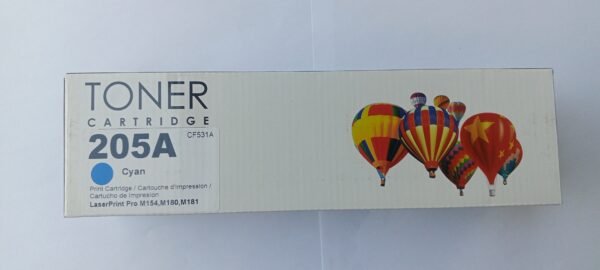 TONER
CARTRIDGE
205A CF531A
Cyan
Print Cartridge / Cartouche d'impression /
Cartucho de impresión
LaserPrint Pro M154,M180,M181